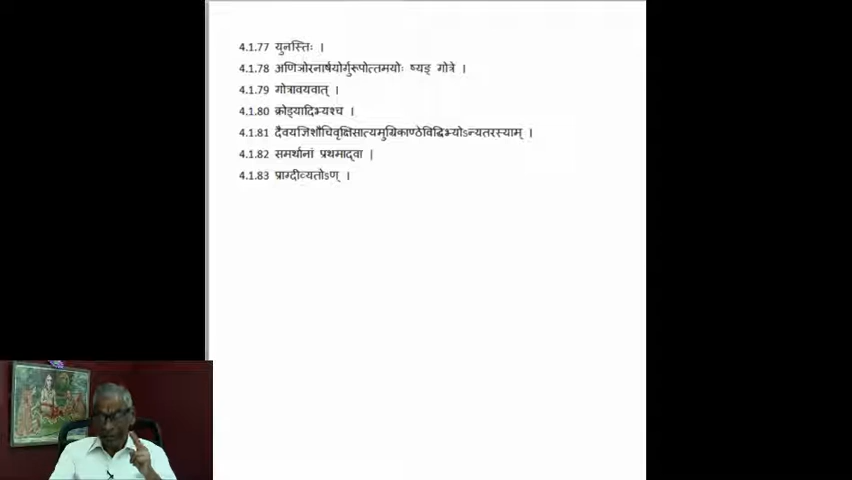 4.1.77 युनस्तिः ।
4.1.78 अणिञोरनार्षयोर्गुरूपोत्तमयोः ष्यङ् गोत्रे ।
4.1.79 गोत्रावयवात् ।
4.1.80 क्रोड्यादिभ्यश्च ।
4.1.81 दैवयज्ञिशौचिवृक्षिसात्यमुग्रिकाण्ठेविद्धिभ्योऽन्यतरस्याम् ।
4.1.82 समर्थानां प्रथमाद्वा |
4.1.83 प्राग्दीव्यतोऽण् ।